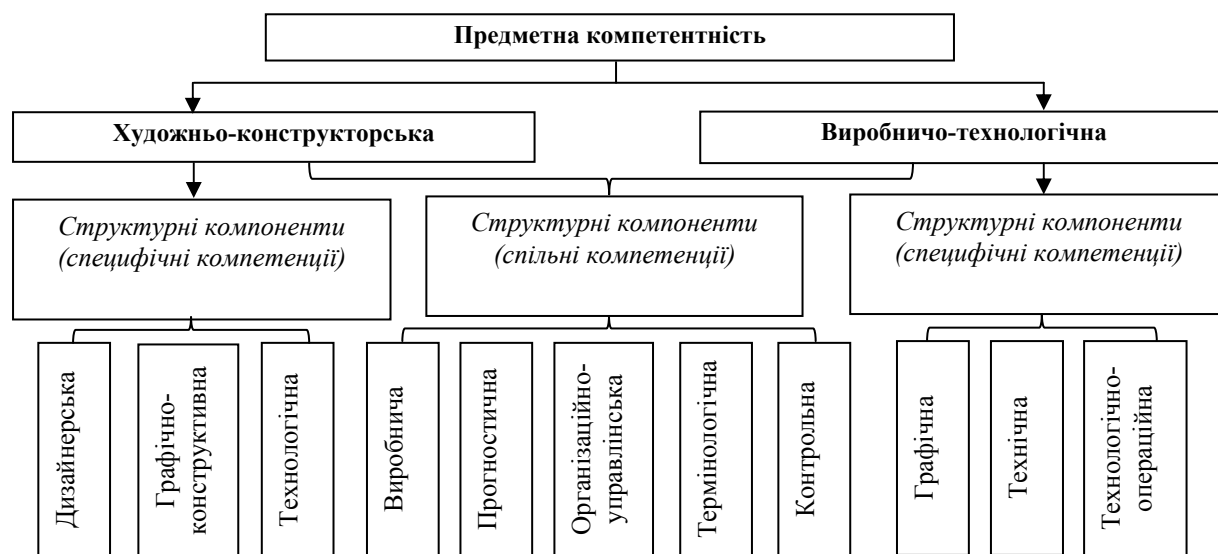 Предметна компетентність
Художньо-конструкторська
Виробничо-технологічна
Структурні компоненти
(специфічні компетенції)
Структурні компоненти
(спільні компетенції)
Структурні компоненти
(специфічні компетенції)
Дизайнерська
Графічно-
конструктивна
Технологічна
Виробнича
Прогностична
Організаційно-
управлінська
Термінологічна
Контрольна
Графічна
Технічна
Технологічно-
операційна